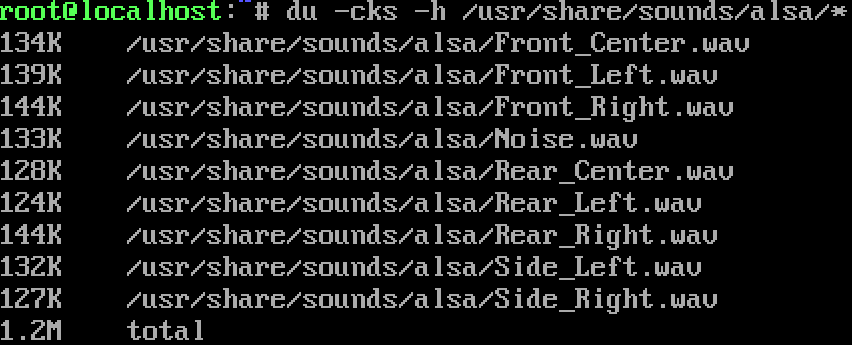 root@localhost:~# du -cks -h /usr/share/sounds/alsa/*
134K    /usr/share/sounds/alsa/Front_Center.wav
139K    /usr/share/sounds/alsa/Front_Left.wav
144K    /usr/share/sounds/alsa/Front_Right.wav
133K    /usr/share/sounds/alsa/Noise.wav
128K    /usr/share/sounds/alsa/Rear_Center.wav
124K    /usr/share/sounds/alsa/Rear_Left.wav
144K    /usr/share/sounds/alsa/Rear_Right.wav
132K    /usr/share/sounds/alsa/Side_Left.wav
127K    /usr/share/sounds/alsa/Side_Right.wav
1.2M    total